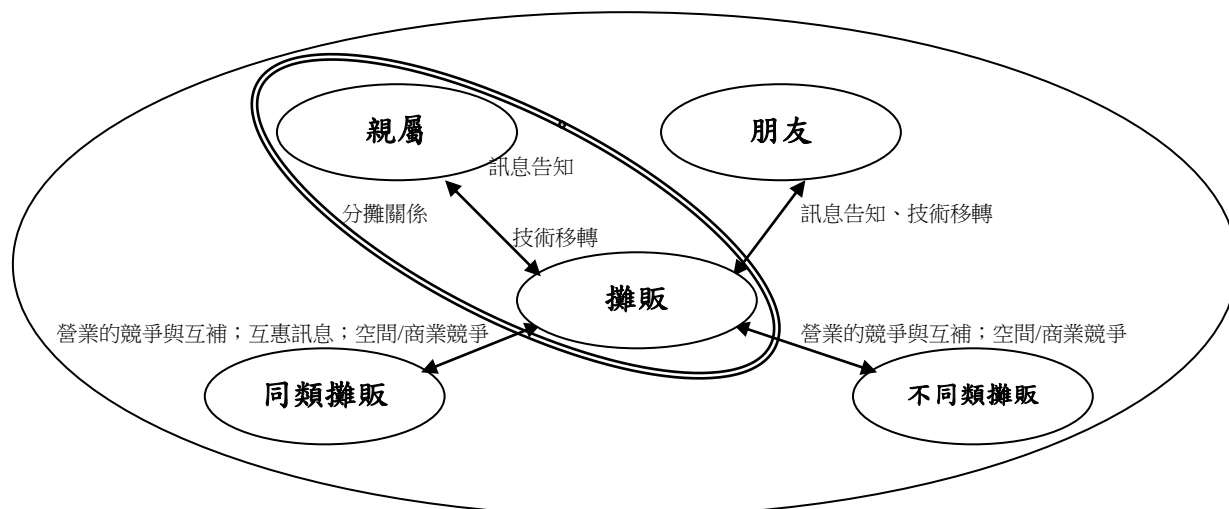 親屬
朋友
訊息告知
分攤關係
訊息告知、技術移轉
技術移轉
攤販
營業的競爭與互補；互惠訊息；空間/商業競爭
營業的競爭與互補；空間/商業競爭
同類攤販
不同類攤販